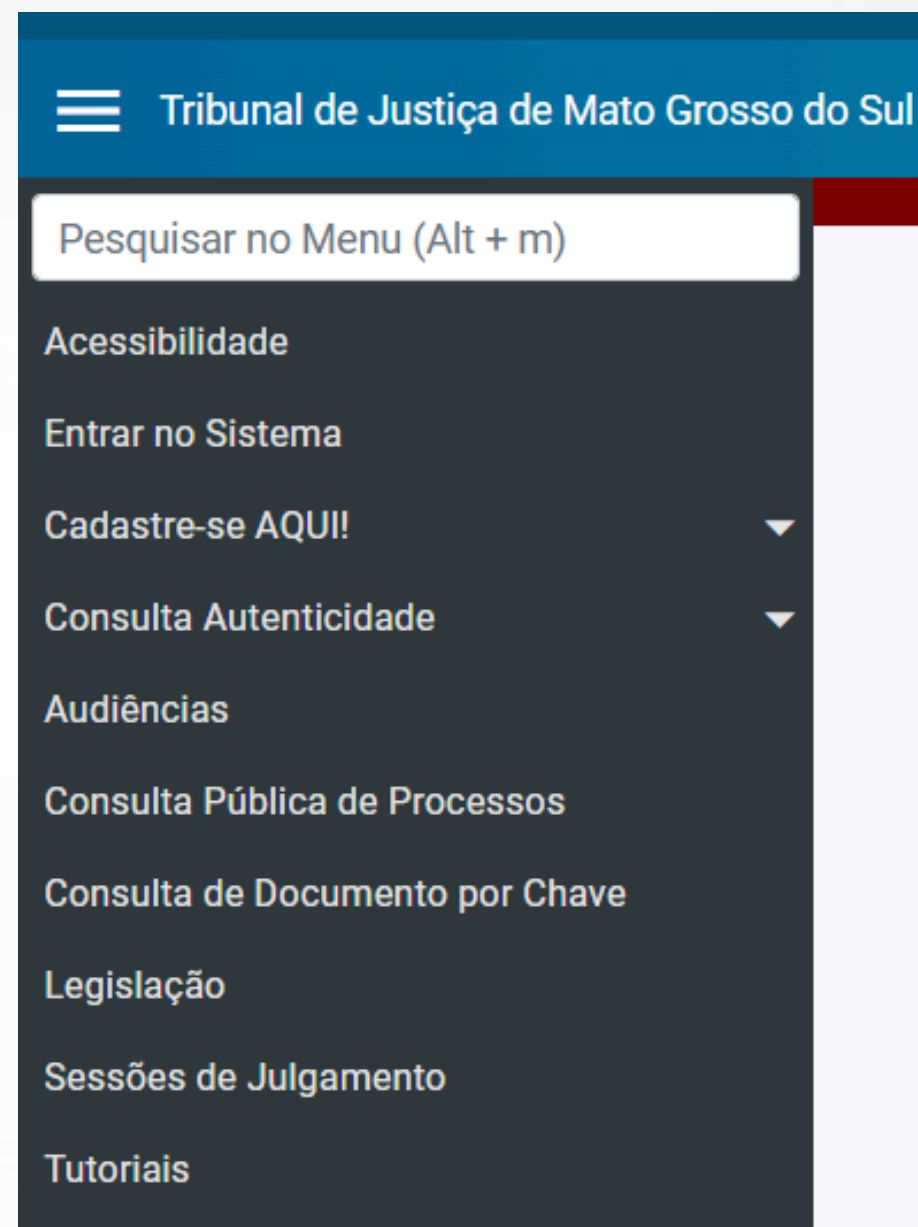 Tribunal de Justiça de Mato Grosso do Sul
Pesquisar no Menu (Alt + m)
Acessibilidade
Entrar no Sistema
Cadastre-se AQUI!
Consulta Autenticidade
Audiências
Consulta Pública de Processos
Consulta de Documento por Chave
Legislação
Sessões de Julgamento
Tutoriais